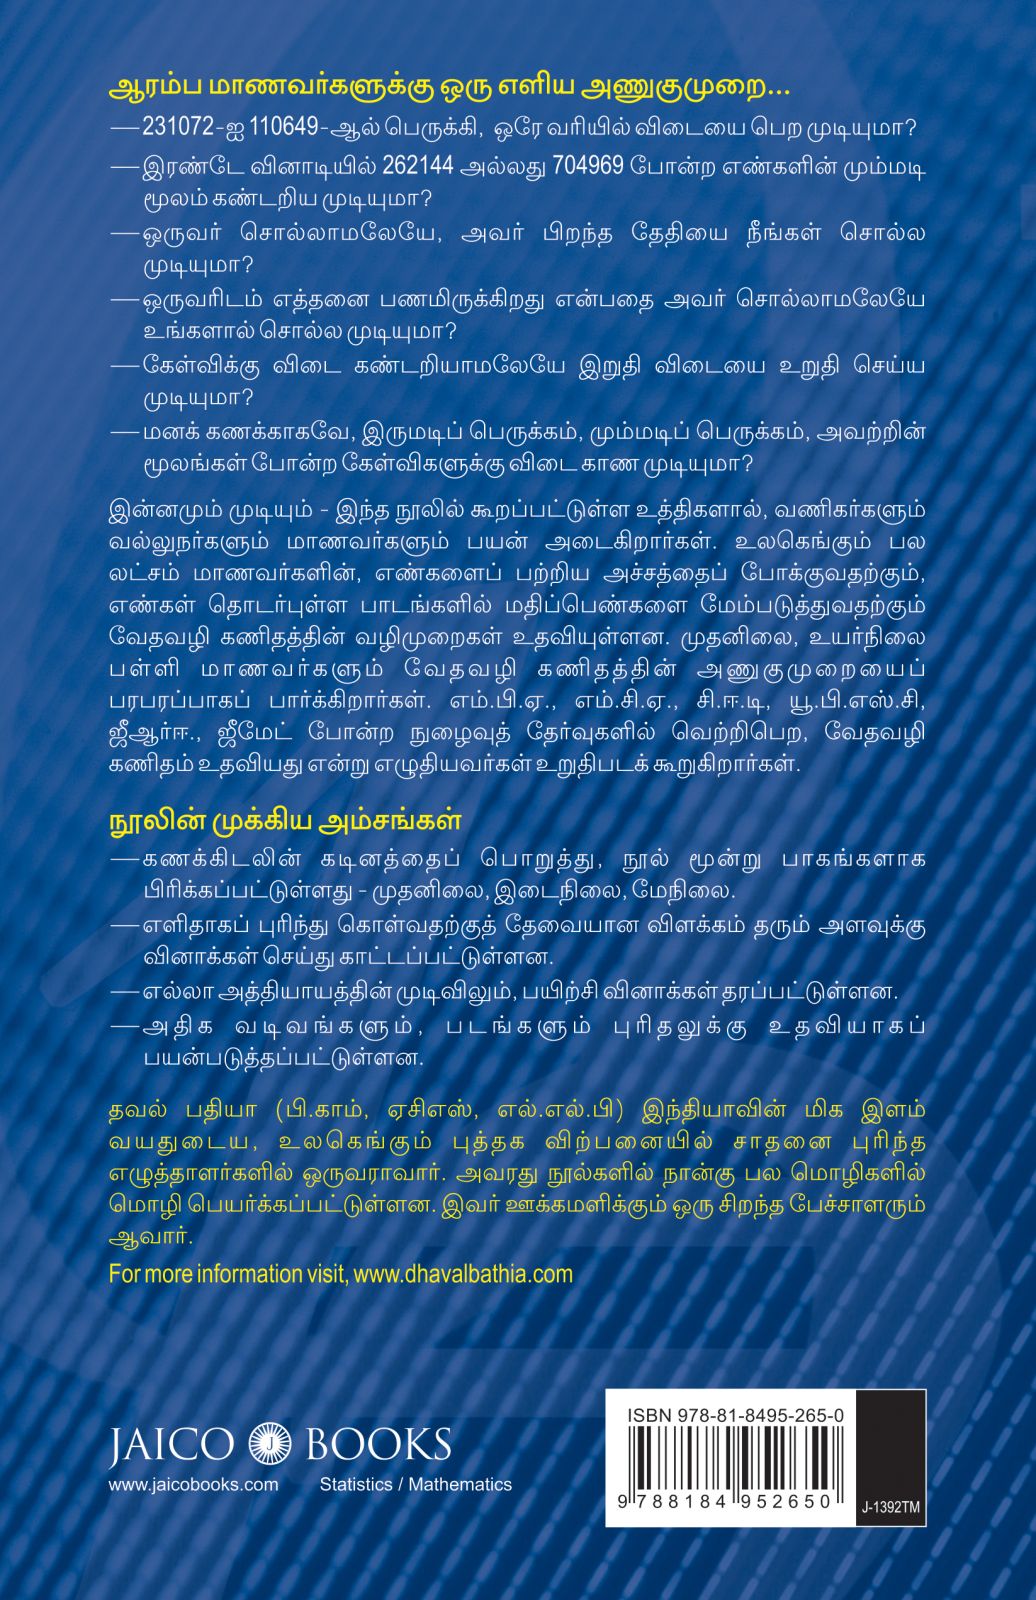 ஆரம்ப மாணவர்களுக்கு ஒரு எளிய அணுகுமுறை...
— 231072-ஐ 110649-ஆல் பெருக்கி, ஒரே வரியில் விடையை பெற முடியுமா?
— இரண்டே வினாடியில் 262144 அல்லது 704969 போன்ற எண்களின் மும்மடி
மூலம் கண்டறிய முடியுமா?
— ஒருவர் சொல்லாமலேயே, அவர் பிறந்த தேதியை நீங்கள் சொல்ல
முடியுமா?
— ஒருவரிடம் எத்தனை பணமிருக்கிறது என்பதை அவர் சொல்லாமலேயே
உங்களால் சொல்ல முடியுமா?
— கேள்விக்கு விடை கண்டறியாமலேயே இறுதி விடையை உறுதி செய்ய
முடியுமா?
— மனக் கணக்காகவே, இருமடிப் பெருக்கம், மும்மடிப் பெருக்கம், அவற்றின்
மூலங்கள் போன்ற கேள்விகளுக்கு விடை காண முடியுமா?
இன்னமும் முடியும் - இந்த நூலில் கூறப்பட்டுள்ள உத்திகளால், வணிகர்களும்
வல்லுநர்களும் மாணவர்களும் பயன் அடைகிறார்கள். உலகெங்கும் பல
லட்சம் மாணவர்களின், எண்களைப் பற்றிய அச்சத்தைப் போக்குவதற்கும்,
எண்கள் தொடர்புள்ள பாடங்களில் மதிப்பெண்களை மேம்படுத்துவதற்கும்
வேதவழி கணிதத்தின் வழிமுறைகள் உதவியுள்ளன. முதனிலை, உயர்நிலை
பள்ளி மாணவர்களும் வேதவழி கணிதத்தின் அணுகுமுறையைப்
பரபரப்பாகப் பார்க்கிறார்கள். எம்.பி.ஏ., எம்.சி.ஏ., சி.ஈ.டி, யூ.பி.எஸ்.சி,
ஜீஆர்ஈ., ஜீமேட் போன்ற நுழைவுத் தேர்வுகளில் வெற்றிபெற, வேதவழி
கணிதம் உதவியது என்று எழுதியவர்கள் உறுதிபடக் கூறுகிறார்கள்.
நூலின் முக்கிய அம்சங்கள்
— கணக்கிடலின் கடினத்தைப் பொறுத்து, நூல் மூன்று பாகங்களாக
பிரிக்கப்பட்டுள்ளது - முதனிலை, இடைநிலை, மேநிலை.
— எளிதாகப் புரிந்து கொள்வதற்குத் தேவையான விளக்கம் தரும் அளவுக்கு
வினாக்கள் செய்து காட்டப்பட்டுள்ளன.
— எல்லா அத்தியாயத்தின் முடிவிலும், பயிற்சி வினாக்கள் தரப்பட்டுள்ளன.
— அதிக வடிவங்களும், படங்களும் புரிதலுக்கு உதவியாகப்
பயன்படுத்தப்பட்டுள்ளன.
தவல் பதியா (பி.காம், ஏசிஎஸ், எல்.எல்.பி) இந்தியாவின் மிக இளம்
வயதுடைய, உலகெங்கும் புத்தக விற்பனையில் சாதனை புரிந்த
எழுத்தாளர்களில் ஒருவராவார். அவரது நூல்களில் நான்கு பல மொழிகளில்
மொழி பெயர்க்கப்பட்டுள்ளன. இவர் ஊக்கமளிக்கும் ஒரு சிறந்த பேச்சாளரும்
ஆவார்.
For more information visit, www.dhavalbathia.com
JAICO J BOOKS
www.jaicobooks.com Statistics / Mathematics
ISBN 978-81-8495-265-0
9 788184 952650
J-1392TM